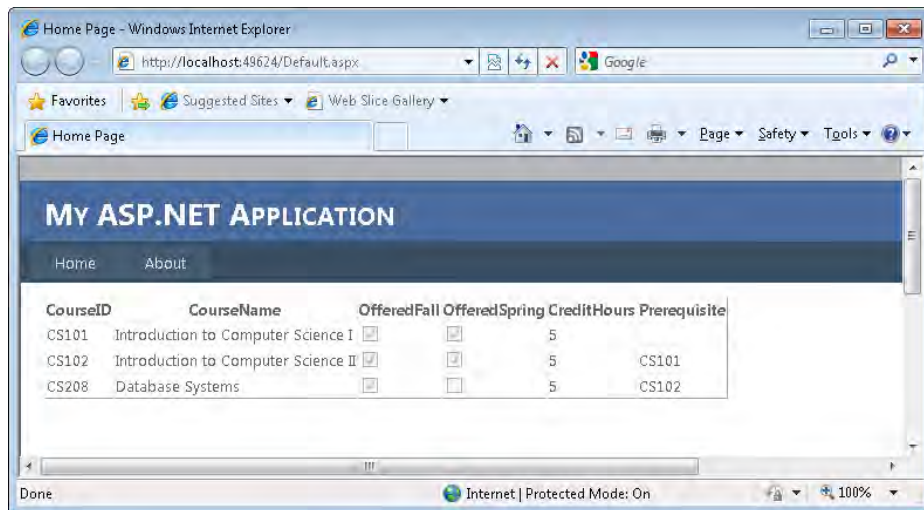 Home Page - Windows Internet Explorer
http://localhost:49624/Default.aspx Google
Favorites Suggested Sites Web Slice Gallery
Home Page Page Safety Tools
MY ASP.NET APPLICATION
Home About
CourseID CourseName OfferedFall OfferedSpring CreditHours Prerequisite
CS101 Introduction to Computer Science I 5
CS102 Introduction to Computer Science II 5 CS101
CS208 Database Systems 5 CS102
Done Internet | Protected Mode: On 100%